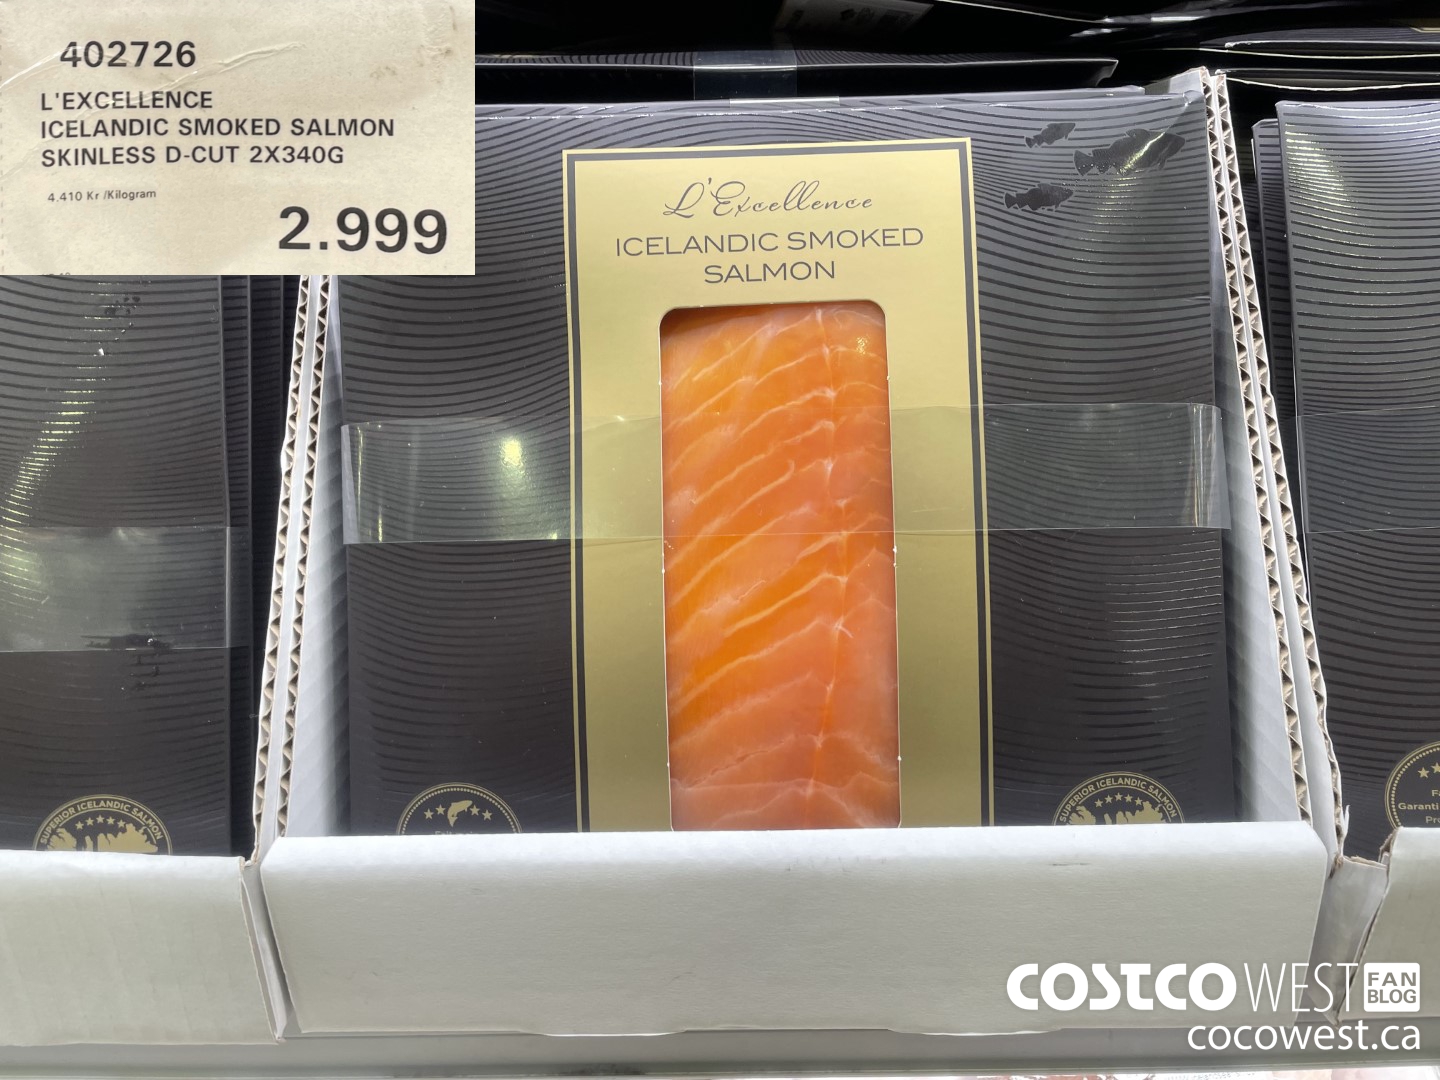 402726
L'EXCELLENCE
ICELANDIC SMOKED SALMON
SKINLESS D-CUT 2X340G
4.410 Kr /Kilogram
2.999
L'Excellence
ICELANDIC SMOKED
SALMON
SUPERIOR ICELANDIC SALMON
SUPERIOR ICELANDIC SALMON
Garanti
COSTCO WEST FAN BLOG
cocowest.ca